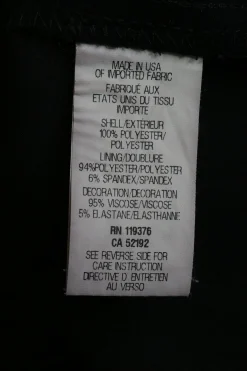 MADE IN USA
OF IMPORTED FABRIC
FABRIQUÉ AUX
ETATS UNIS DU TISSU
IMPORTE
SHELL/EXTERIEUR
100% POLYESTER/
POLYESTER
LINING/DOUBLURE
94%POLYESTER/POLYESTER
6% SPANDEX/SPANDEX
DECORATION/DECORATION
95% VISCOSE/VISCOSE
5% ELASTANE/ELASTHANNE
RN 119376
CA 52192
SEE REVERSE SIDE FOR
CARE INSTRUCTION
DIRECTIVE D. ENTRETIEN
AU VERSO